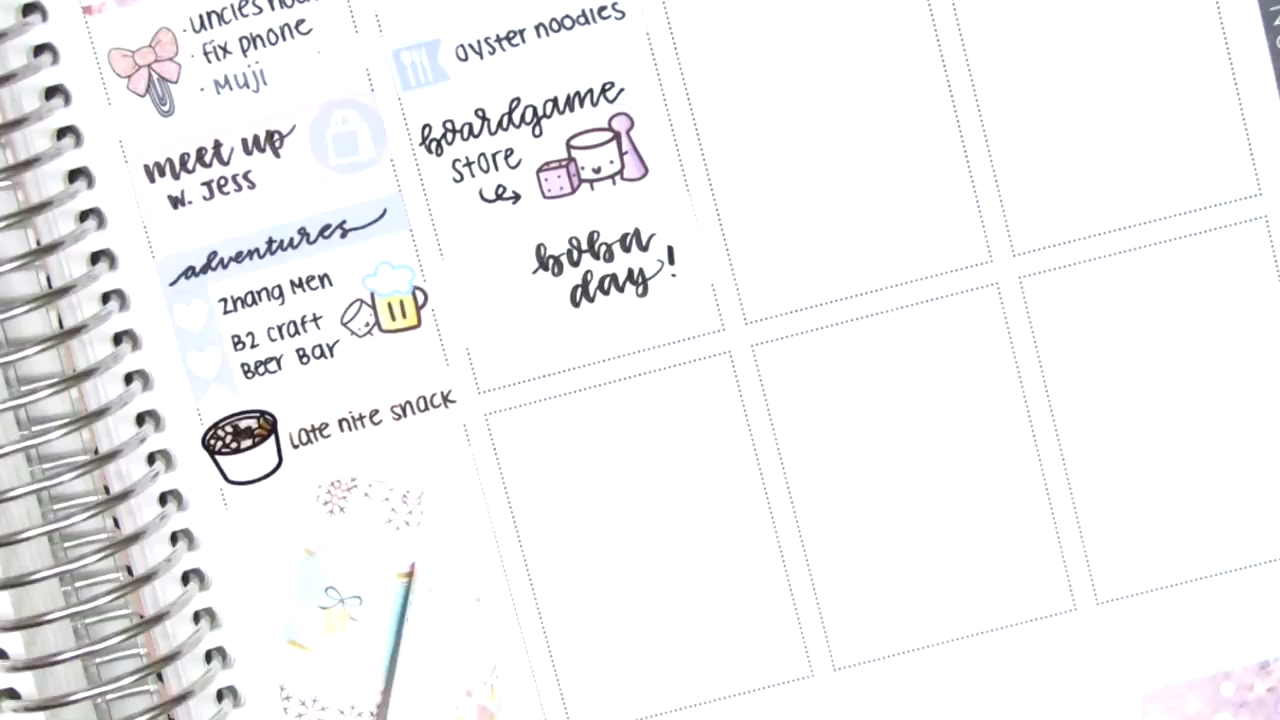 · uncles
· fix phone
· Muji
meet up
w. Jess
adventures
Zhang Men
B2 craft
Beer Bar
late nite snack
oyster noodles
boardgame
store
boba
day!